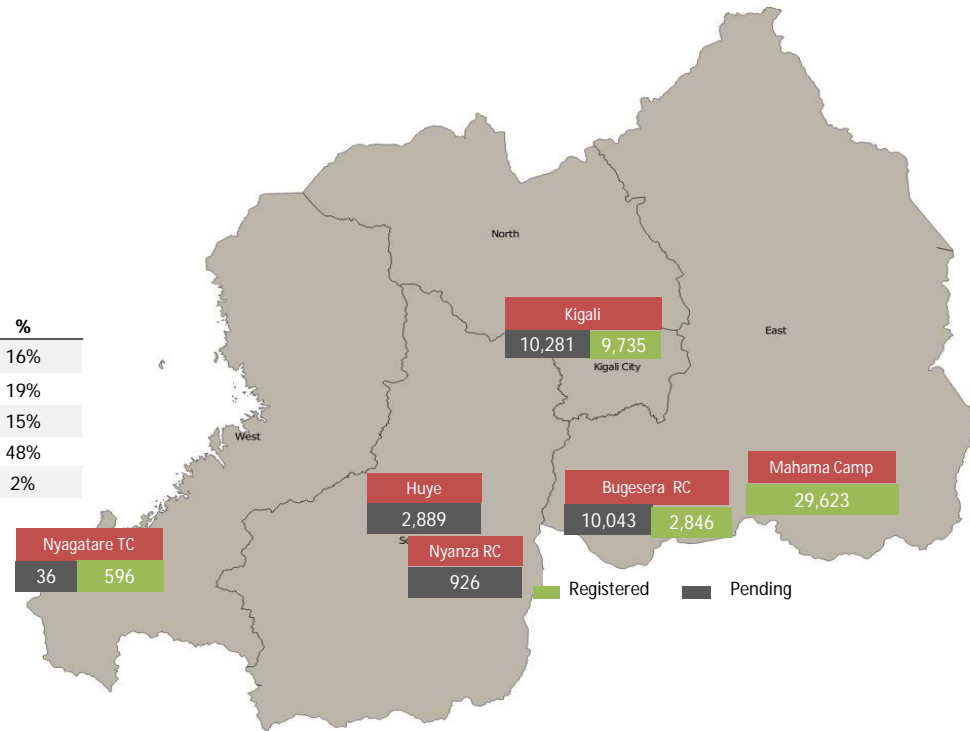 North
Kigali
10,281 9,735
Kigali City
East
%
16%
19%
15%
48%
2%
West
Huye
2,889
Nyanza RC
926
Bugesera RC
10,043 2,846
Mahama Camp
29,623
Nyagatare TC
36 596
Registered Pending